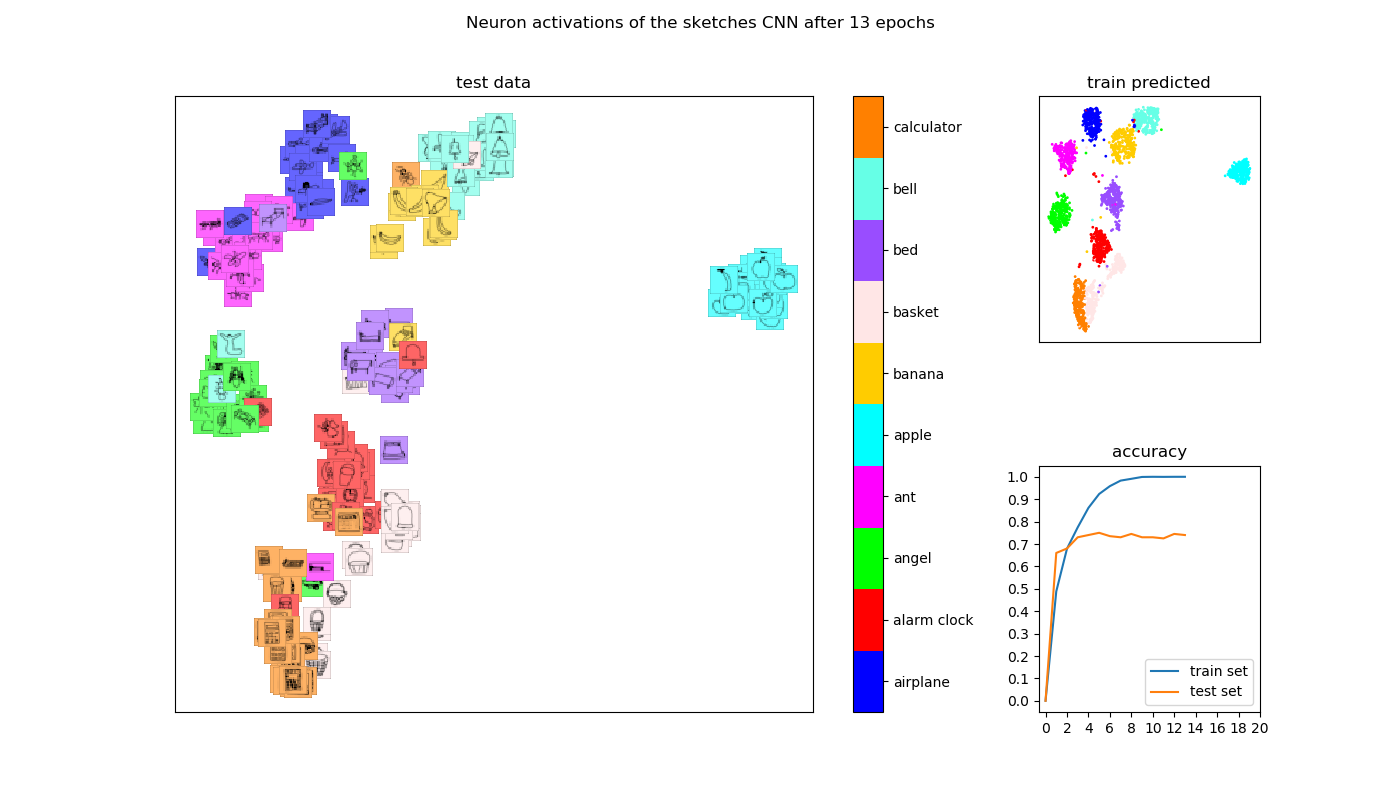 Neuron activations of the sketches CNN after 13 epochs
test data
calculator
bell
bed
basket
banana
apple
ant
angel
alarm clock
airplane
train predicted
accuracy
1.0
0.9
0.8
0.7
0.6
0.5
0.4
0.3
0.2
0.1
0.0
train set
test set
0 2 4 6 8 10 12 14 16 18 20